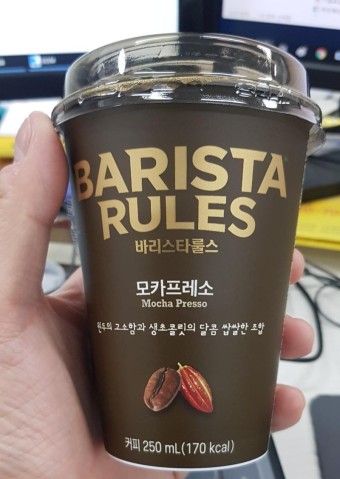 BARISTA
RULES
바리스타룰스
모카프레소
Mocha Presso
원두의 고소함과 생초콜릿의 달콤 쌉쌀한 조합
커피 250 mL(170 kcal)